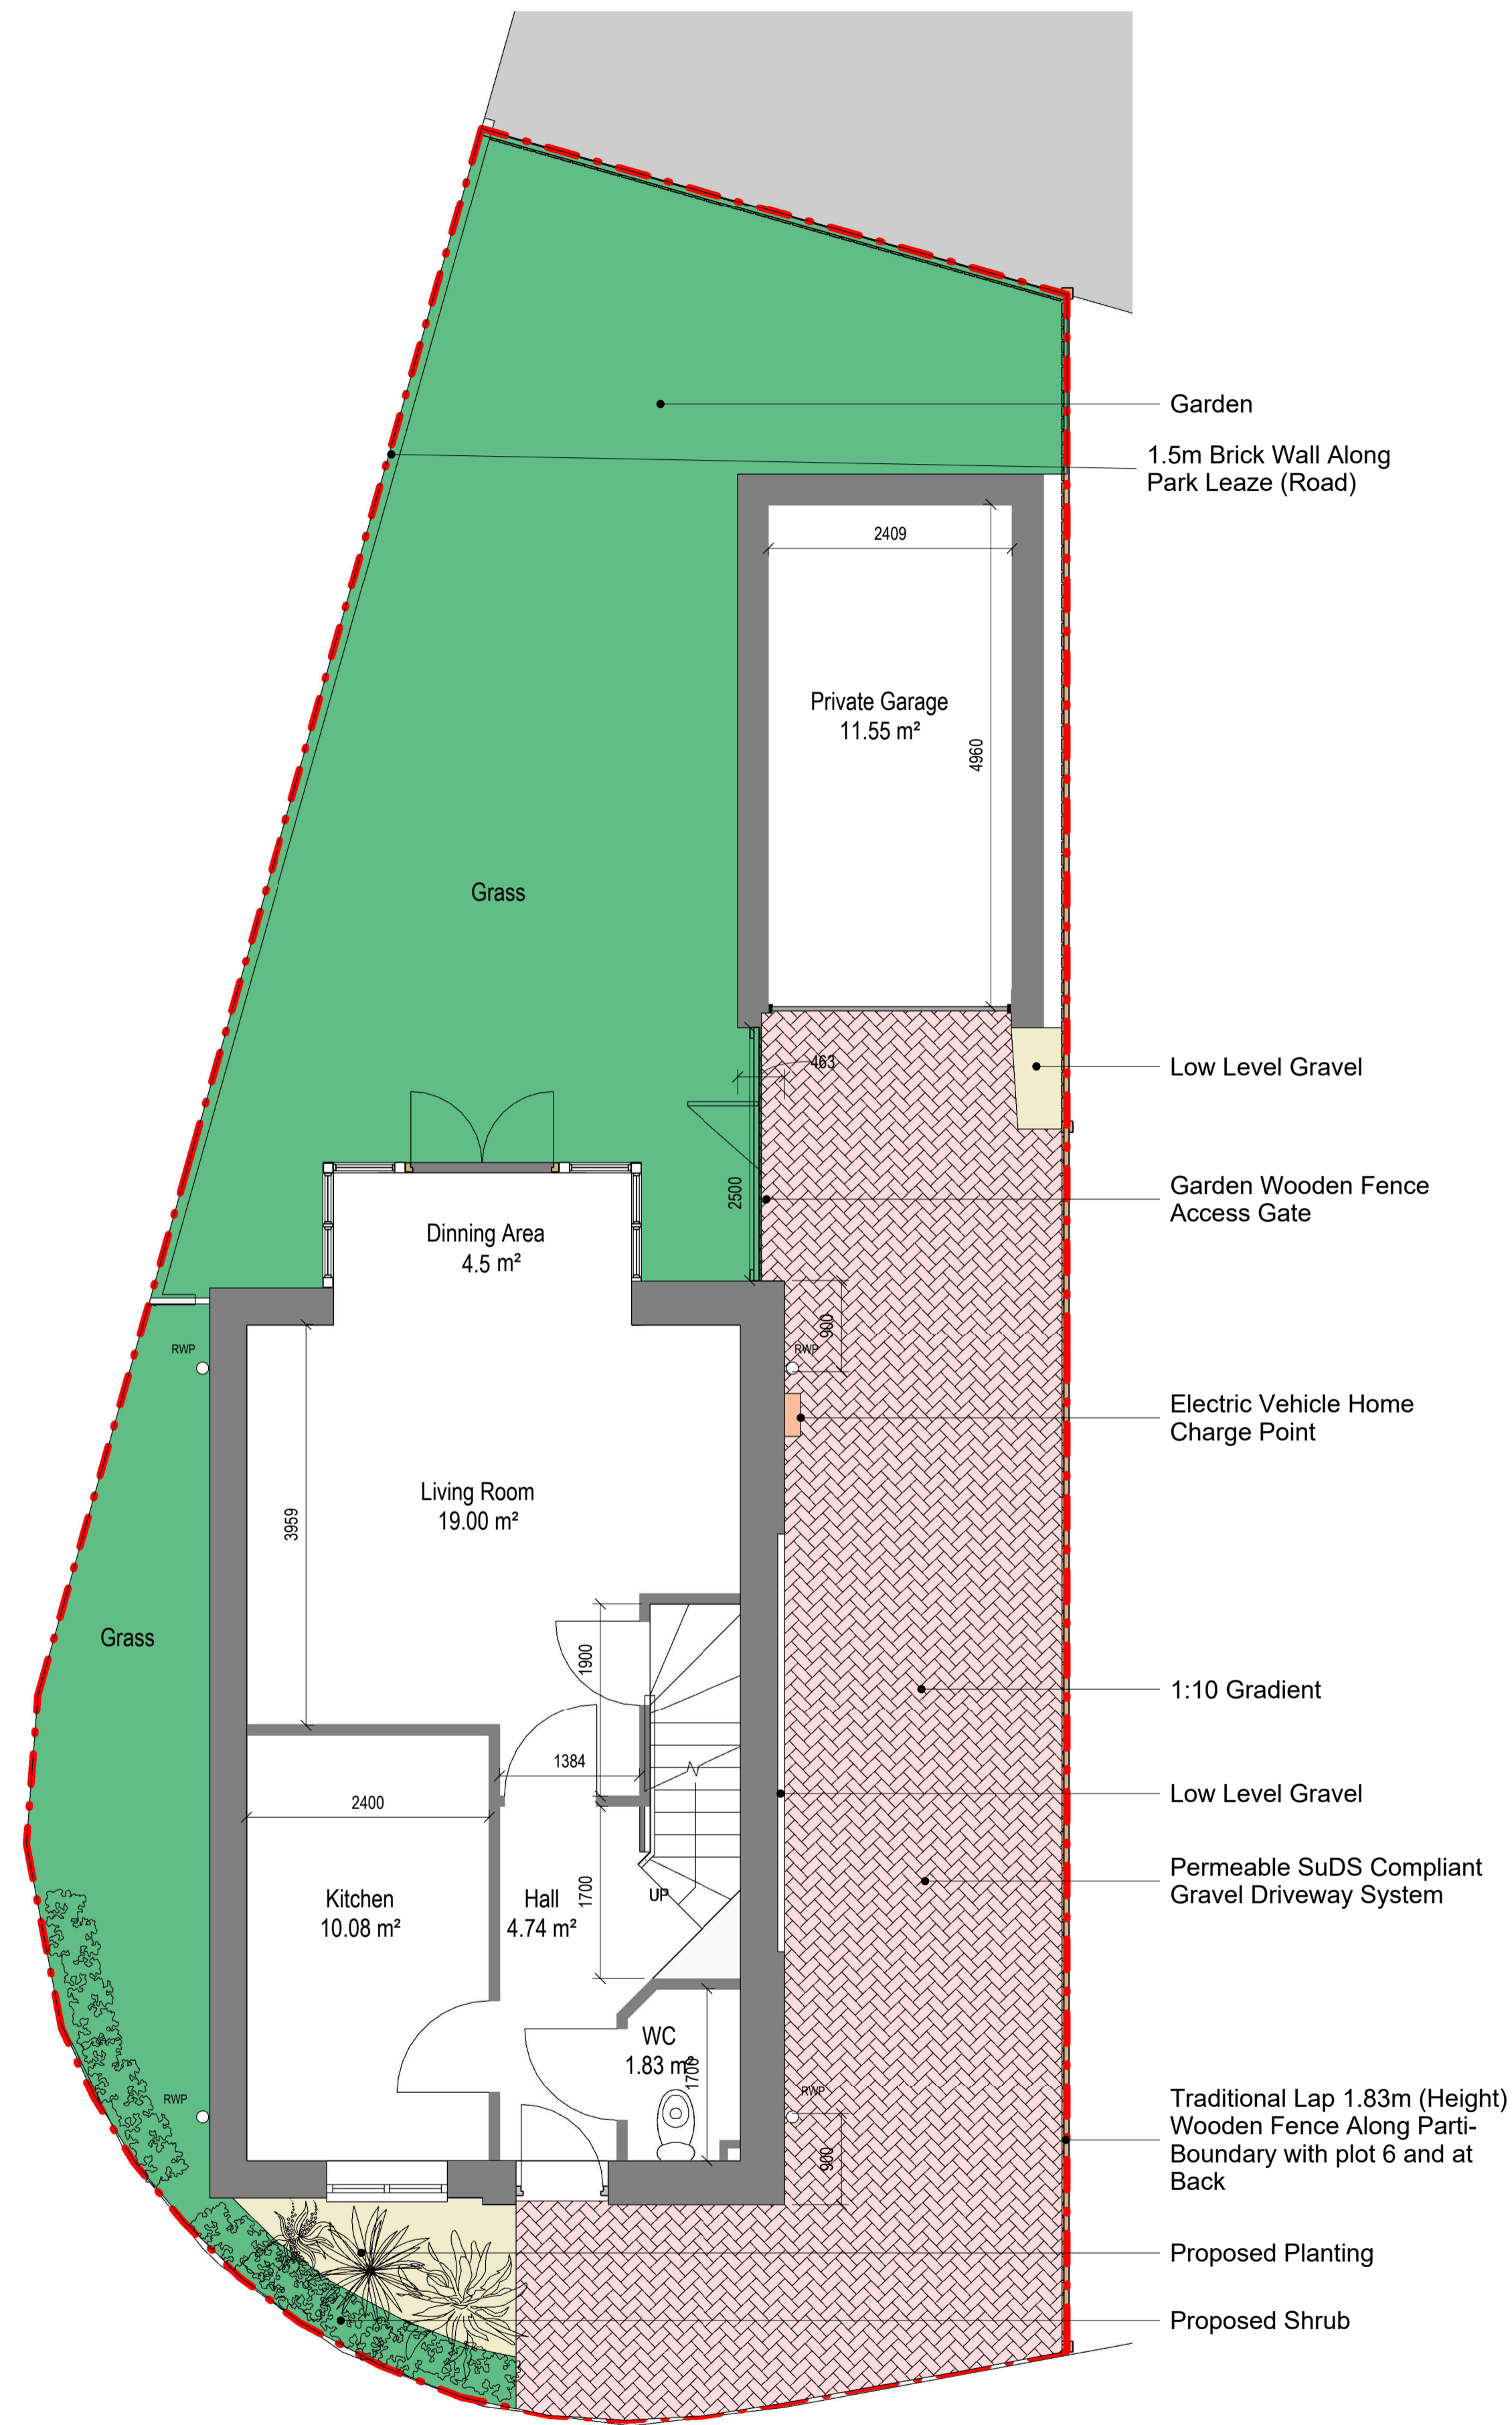 Garden
1.5m Brick Wall Along
Park Leaze (Road)
2409
Private Garage
11.55 m²
4960
Grass
463
Low Level Gravel
2500
Garden Wooden Fence
Access Gate
Dinning Area
4.5 m²
900
RWP
RWP
Electric Vehicle Home
Charge Point
Living Room
19.00 m²
3959
Grass
1900
1:10 Gradient
1384
2400
Low Level Gravel
Permeable SuDS Compliant
Gravel Driveway System
Kitchen
10.08 m²
Hall
4.74 m²
1700
UP
WC
1.83 m²
1700
RWP
RWP
900
Traditional Lap 1.83m (Height)
Wooden Fence Along Parti-
Boundary with plot 6 and at
Back
Proposed Planting
Proposed Shrub